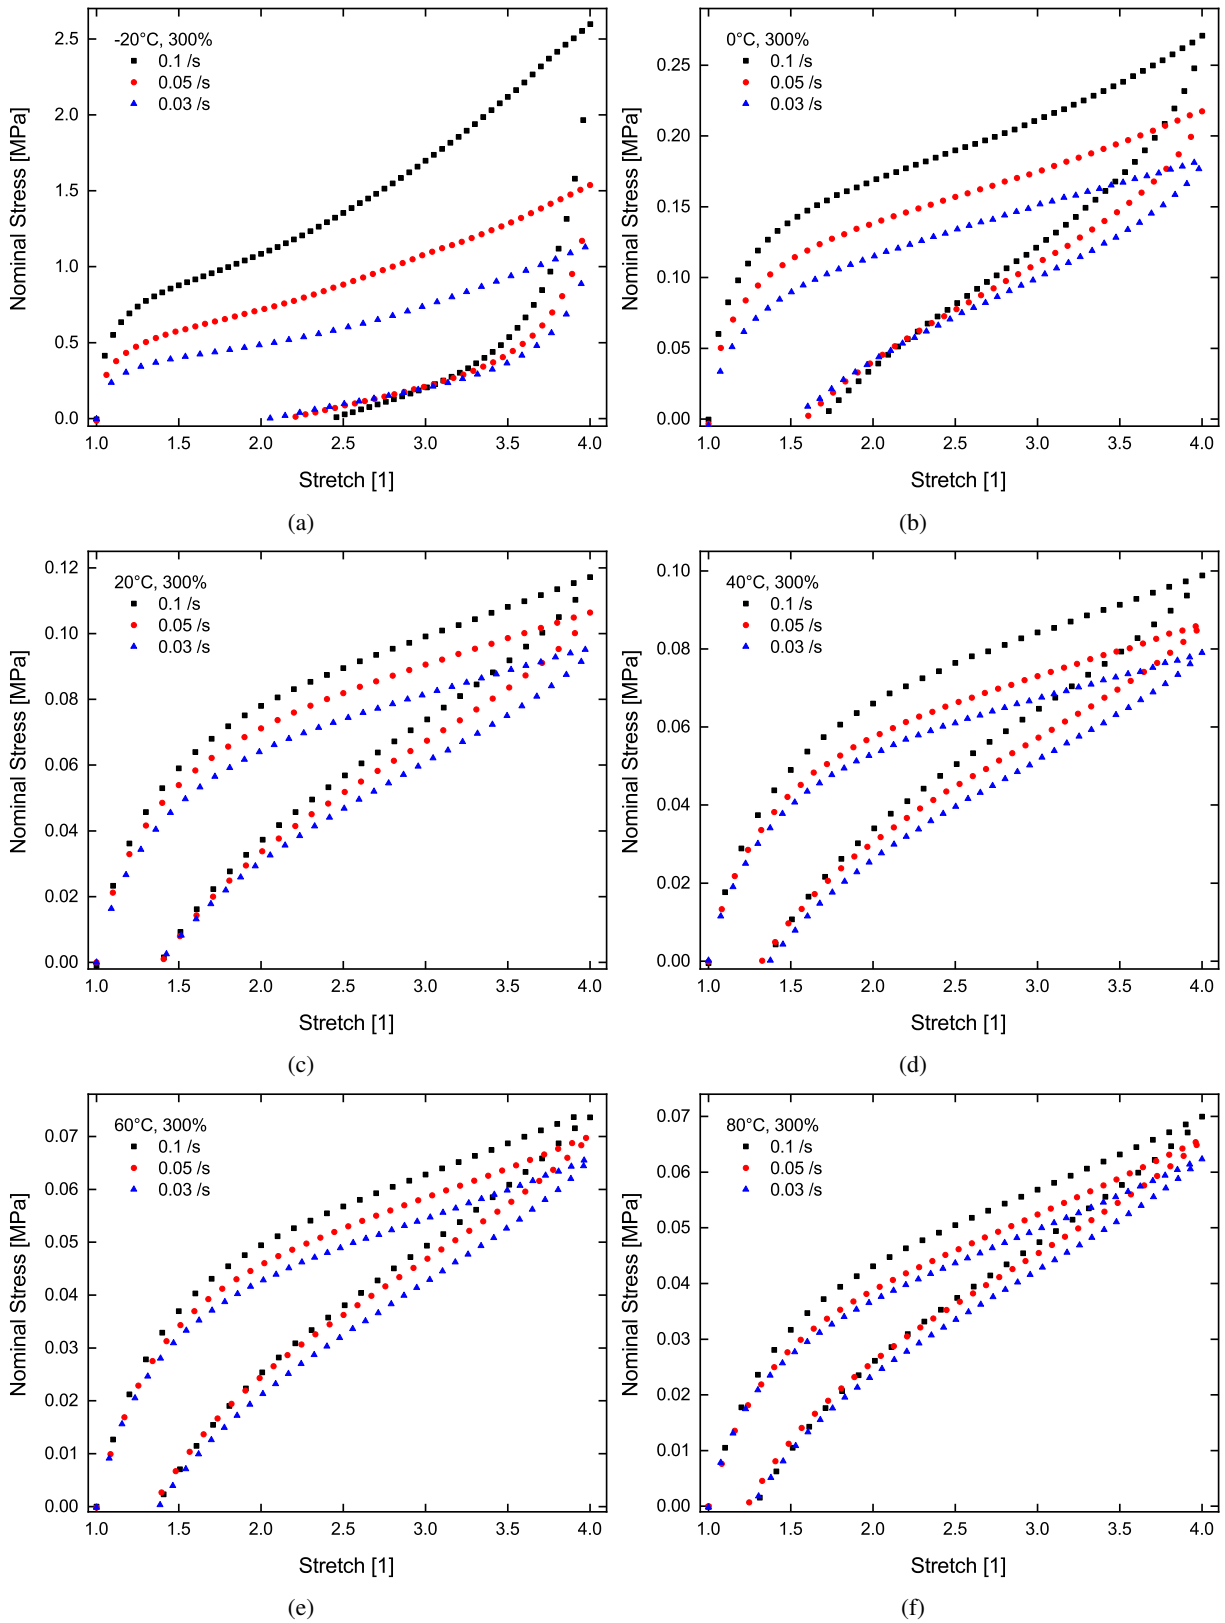 -20°C, 300%
0.1 /s
0.05 /s
0.03 /s
Nominal Stress [MPa]
2.5
2.0
1.5
1.0
0.5
0.0
1.0 1.5 2.0 2.5 3.0 3.5 4.0
Stretch [1]
(a)
0°C, 300%
0.1 /s
0.05 /s
0.03 /s
Nominal Stress [MPa]
0.25
0.20
0.15
0.10
0.05
0.00
1.0 1.5 2.0 2.5 3.0 3.5 4.0
Stretch [1]
(b)
20°C, 300%
0.1 /s
0.05 /s
0.03 /s
Nominal Stress [MPa]
0.12
0.10
0.08
0.06
0.04
0.02
0.00
1.0 1.5 2.0 2.5 3.0 3.5 4.0
Stretch [1]
(c)
40°C, 300%
0.1 /s
0.05 /s
0.03 /s
Nominal Stress [MPa]
0.10
0.08
0.06
0.04
0.02
0.00
1.0 1.5 2.0 2.5 3.0 3.5 4.0
Stretch [1]
(d)
60°C, 300%
0.1 /s
0.05 /s
0.03 /s
Nominal Stress [MPa]
0.07
0.06
0.05
0.04
0.03
0.02
0.01
0.00
1.0 1.5 2.0 2.5 3.0 3.5 4.0
Stretch [1]
(e)
80°C, 300%
0.1 /s
0.05 /s
0.03 /s
Nominal Stress [MPa]
0.07
0.06
0.05
0.04
0.03
0.02
0.01
0.00
1.0 1.5 2.0 2.5 3.0 3.5 4.0
Stretch [1]
(f)